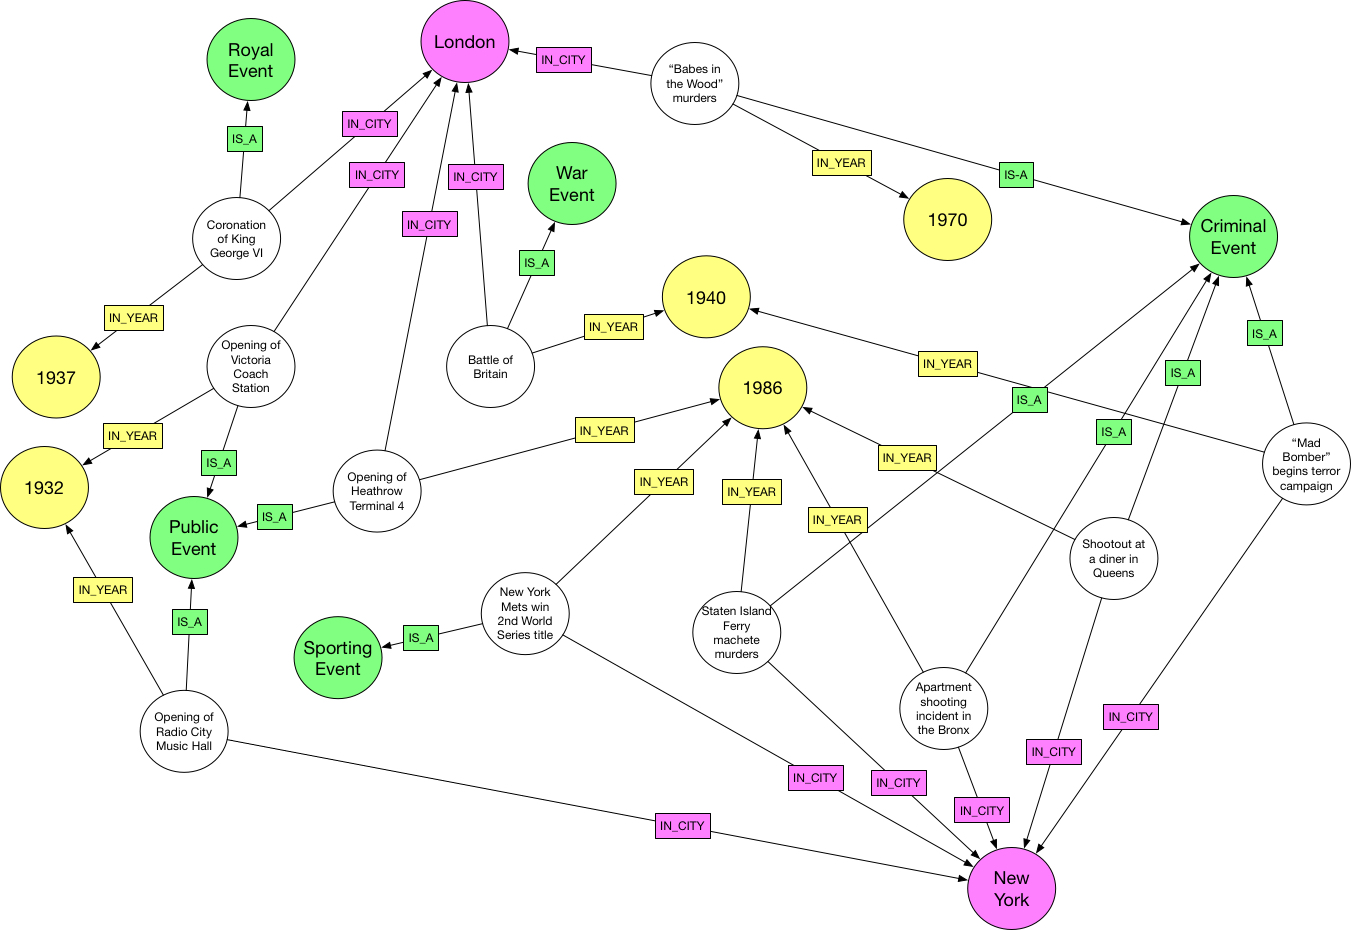 London
Royal
Event
IN_CITY
“Babes in
the Wood”
murders
IN_CITY
IS_A
IN_YEAR
IS-A
IN_CITY
IN_CITY
War
Event
1970
Criminal
Event
IN_CITY
Coronation
of King
George VI
IS_A
1940
IN_YEAR
IN_YEAR
IS_A
Opening of
Victoria
Coach
Station
Battle of
Britain
IN_YEAR
1937
1986
IS_A
IS_A
IN_YEAR
IN_YEAR
IS_A
“Mad
Bomber”
begins terror
campaign
IN_YEAR
IS_A
1932
Opening of
Heathrow
Terminal 4
IN_YEAR
IN_YEAR
IS_A
IN_YEAR
Public
Event
Shootout at
a diner in
Queens
IN_YEAR
New York
Mets win
2nd World
Series title
IS_A
Staten Island
Ferry
machete
murders
IS_A
Sporting
Event
Apartment
shooting
incident in
the Bronx
Opening of
Radio City
Music Hall
IN_CITY
IN_CITY
IN_CITY
IN_CITY
IN_CITY
IN_CITY
New
York